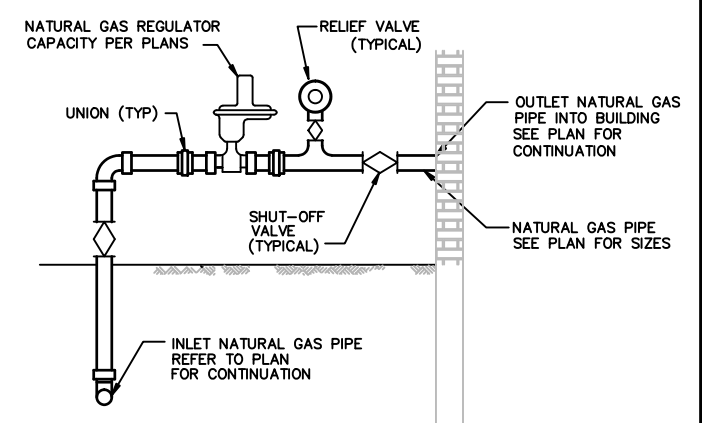 NATURAL GAS REGULATOR
CAPACITY PER PLANS
RELIEF VALVE
(TYPICAL)
UNION (TYP)
OUTLET NATURAL GAS
PIPE INTO BUILDING
SEE PLAN FOR
CONTINUATION
SHUT-OFF
VALVE
(TYPICAL)
NATURAL GAS PIPE
SEE PLAN FOR SIZES
INLET NATURAL GAS PIPE
REFER TO PLAN
FOR CONTINUATION